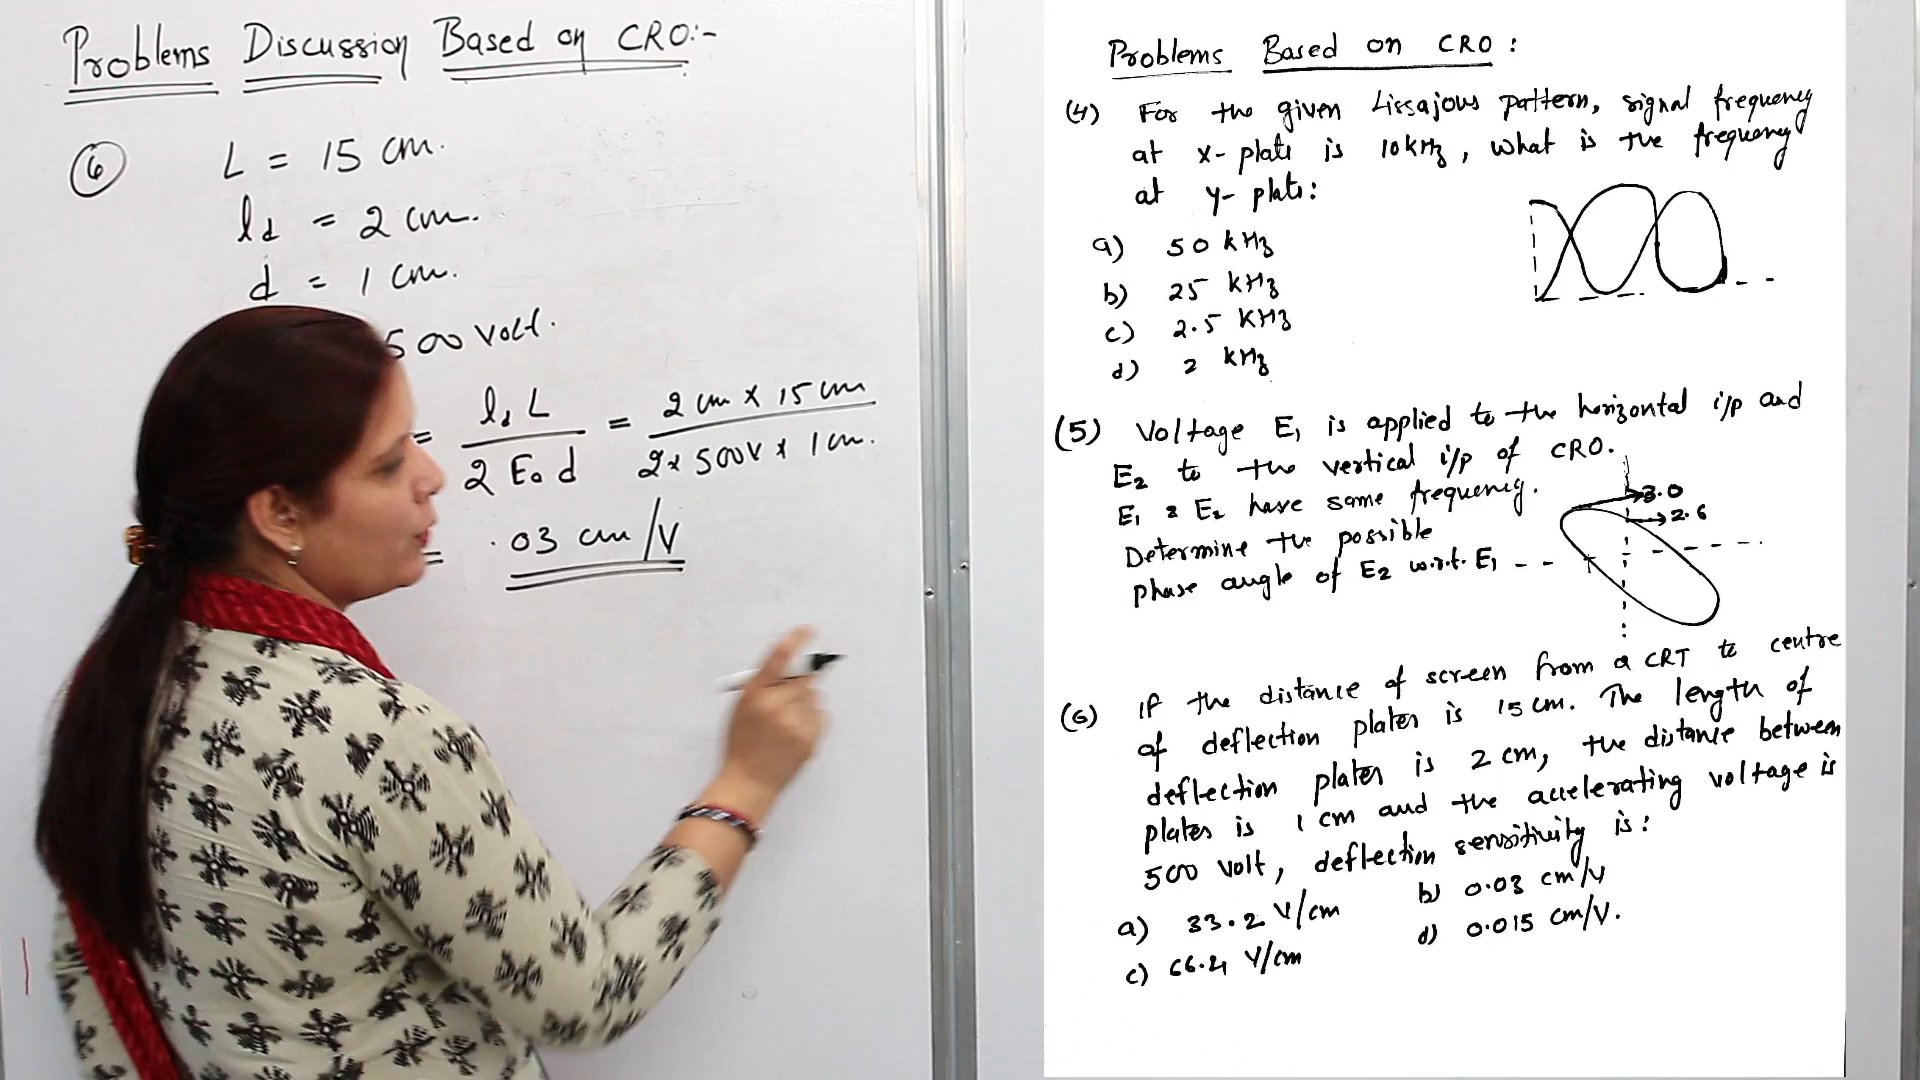 Problems Discussion Based on CRO:-
6 L = 15 cm.
ld = 2 cm.
d = 1 cm.
500 volt.
= ld L / 2 Ea d = 2 cm x 15 cm / 2 x 500V x 1 cm.
= .03 cm/V
Problems Based on CRO :
(4) For the given Lissajous pattern, signal frequency
at x-plate is 10kHz, what is the frequency
at y-plate:
a) 50 kHz
b) 25 kHz
c) 2.5 KHz
d) 2 kHz
(5) Voltage E1 is applied to the horizontal i/p and
E2 to the vertical i/p of CRO.
E1 & E2 have same frequency.
Determine the possible
phase angle of E2 w.r.t. E1
3.0
2.6
(6) If the distance of screen from a CRT to centre
of deflection plates is 15 cm. The length of
deflection plates is 2 cm, the distance between
plates is 1 cm and the accelerating voltage is
500 volt, deflection sensitivity is:
a) 33.2 V/cm b) 0.03 cm/V
c) 66.4 V/cm d) 0.015 cm/V.